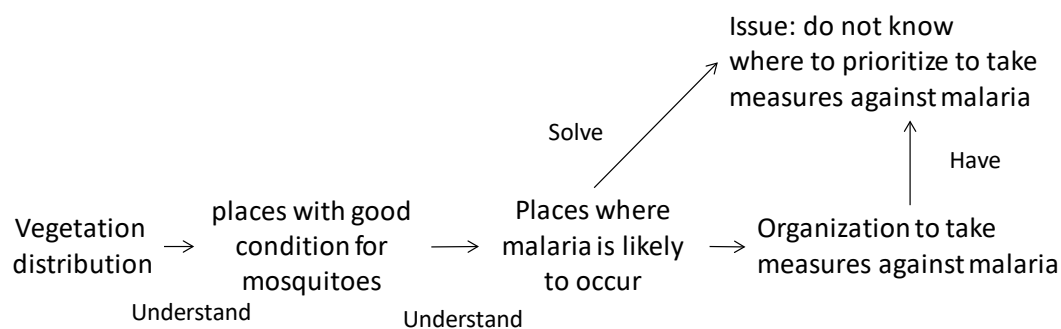 Issue: do not know
where to prioritize to take
measures against malaria
Solve
Have
Vegetation
distribution
places with good
condition for
mosquitoes
Places where
malaria is likely
to occur
Organization to take
measures against malaria
Understand
Understand